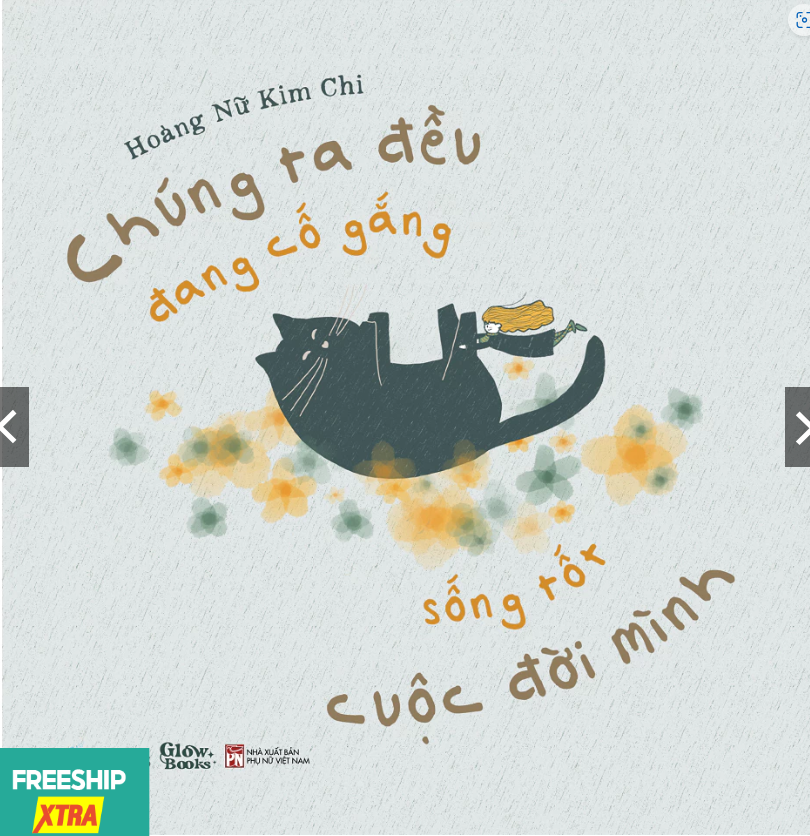 Hoàng Nữ Kim Chi
Chúng ta đều
đang cố gắng
sống tốt
cuộc đời mình
Glow
Books
PN
NHÀ XUẤT BẢN
PHỤ NỮ VIỆT NAM
FREESHIP
XTRA